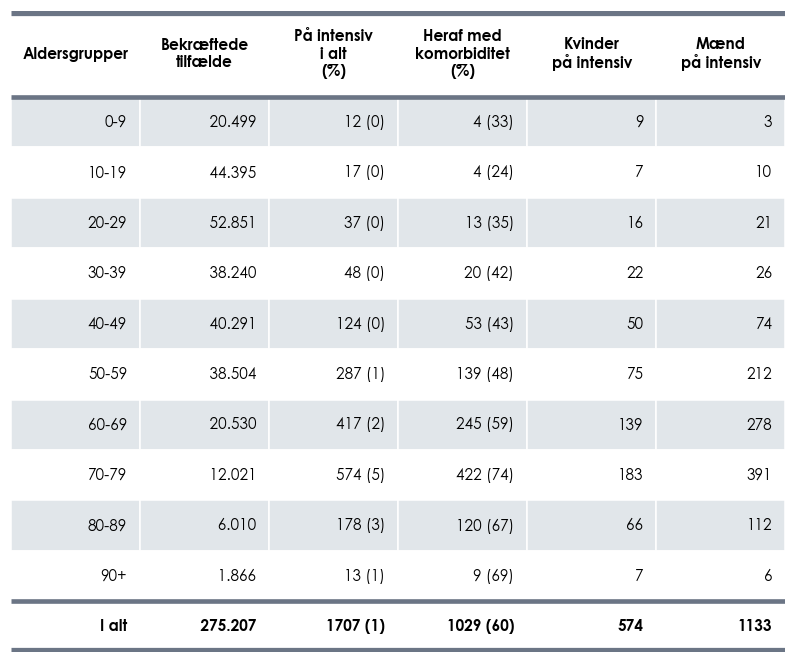 Aldersgrupper Bekræftede tilfælde På intensiv i alt (%) Heraf med komorbiditet (%) Kvinder på intensiv Mænd på intensiv
0-9 20.499 12 (0) 4 (33) 9 3
10-19 44.395 17 (0) 4 (24) 7 10
20-29 52.851 37 (0) 13 (35) 16 21
30-39 38.240 48 (0) 20 (42) 22 26
40-49 40.291 124 (0) 53 (43) 50 74
50-59 38.504 287 (1) 139 (48) 75 212
60-69 20.530 417 (2) 245 (59) 139 278
70-79 12.021 574 (5) 422 (74) 183 391
80-89 6.010 178 (3) 120 (67) 66 112
90+ 1.866 13 (1) 9 (69) 7 6
I alt 275.207 1707 (1) 1029 (60) 574 1133